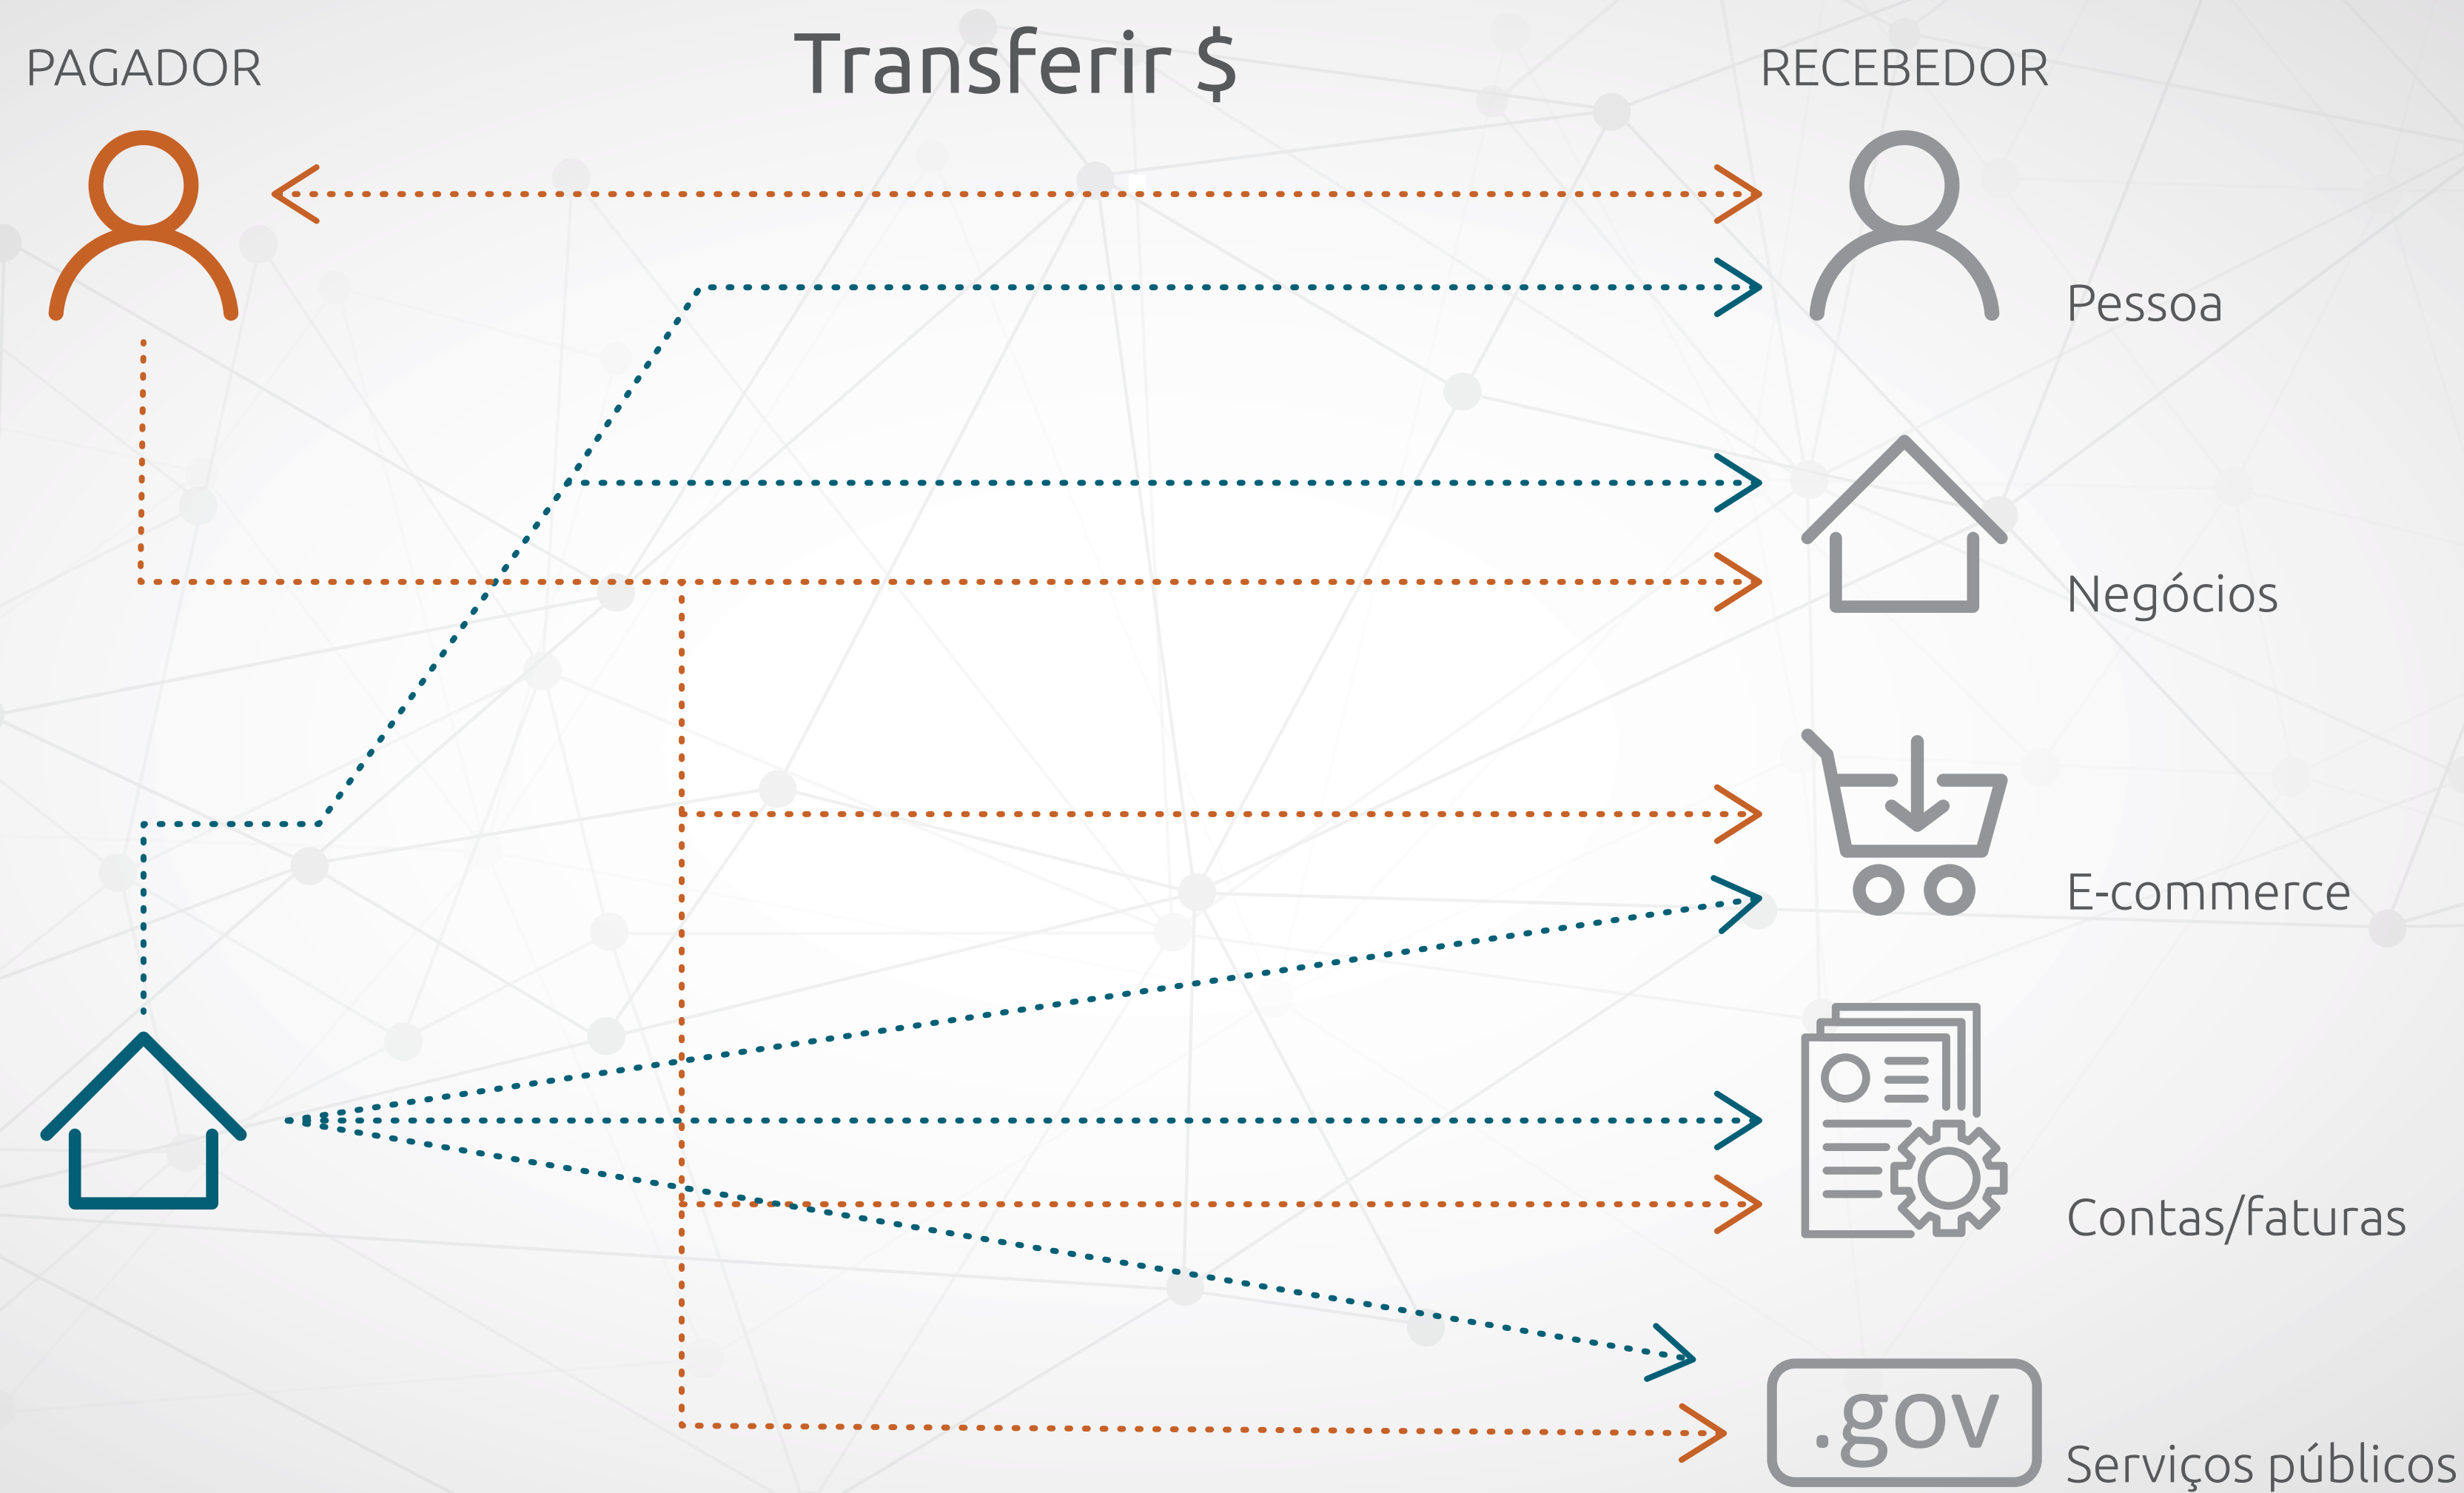 PAGADOR
Transferir $
RECEBEDOR
Pessoa
Negócios
E-commerce
Contas/faturas
.gov
Serviços públicos